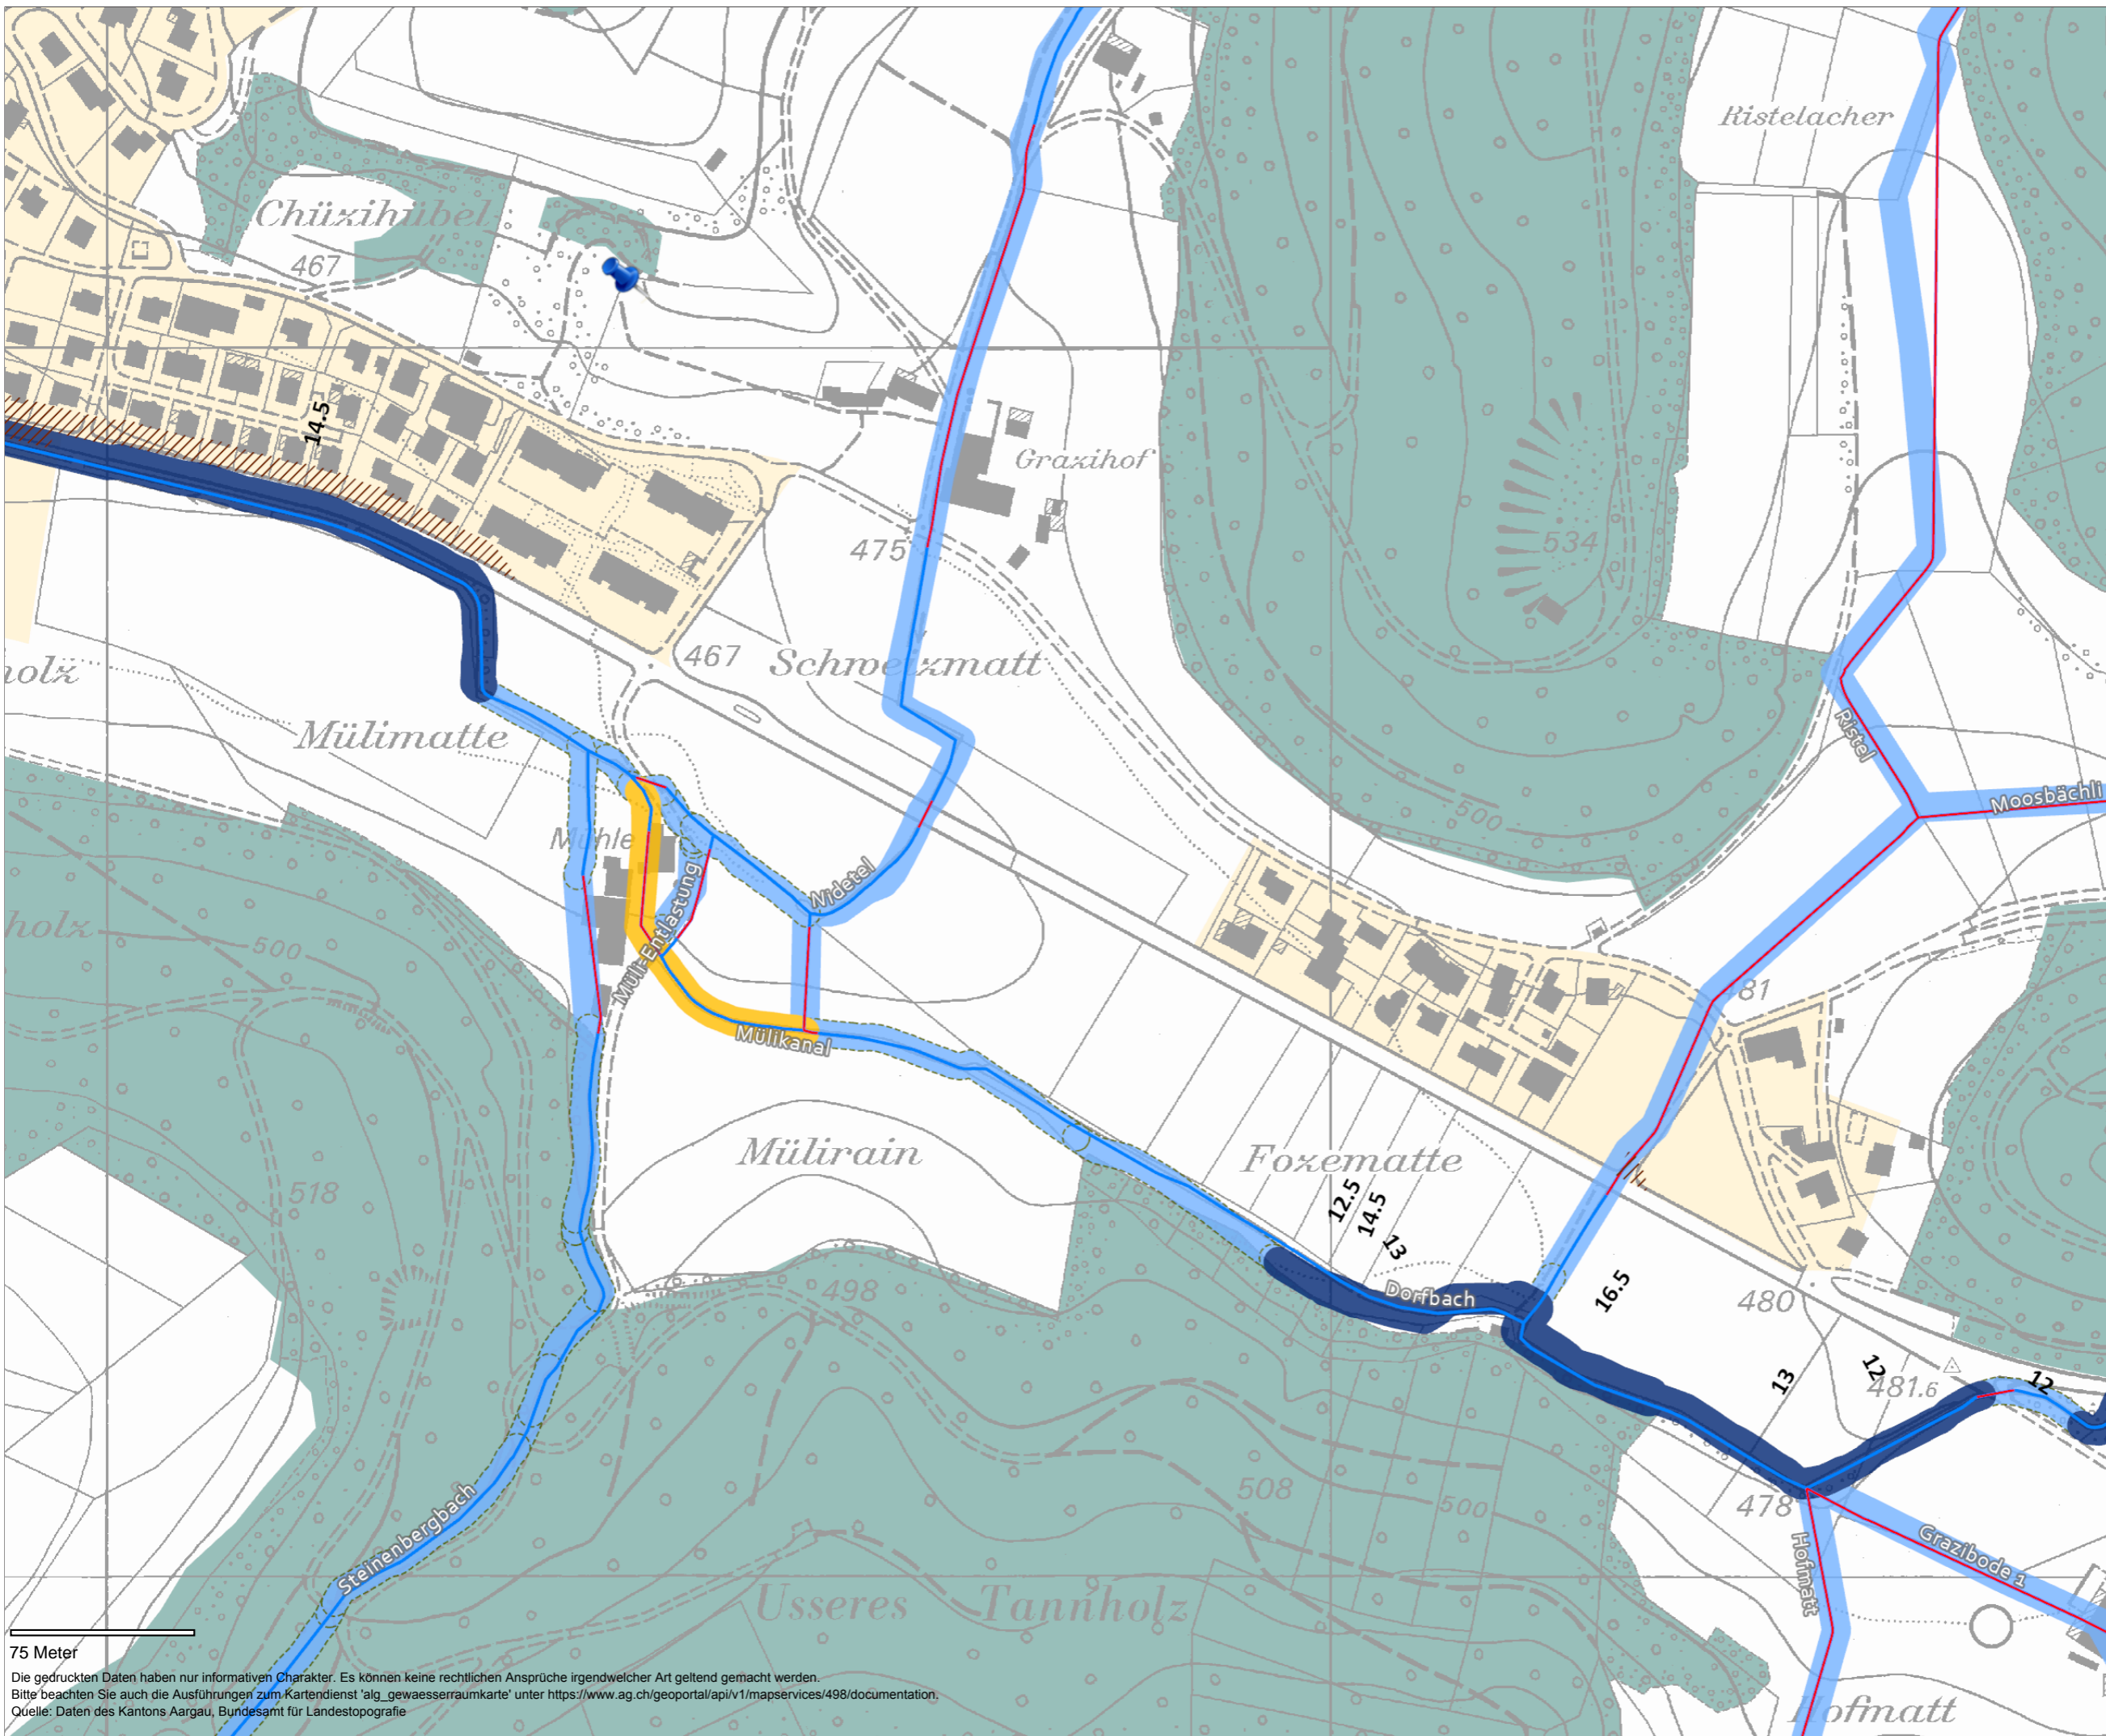 Ristelacher
Chüzihübel
467
14.5
Grazihof
475
534
olz
467
Schweizmatt
Mülimatte
Ristel
Moosbächli
500
Mühle
Nidetel
Müli-Entlastung
holz
500
481
Mülikanal
Mülirain
Foxematte
518
12.5
14.5
13
498
Dorfbach
16.5
480
13
12
481.6
12
508
500
478
Steinenbergbach
Hofmatt
Grazibode 1
Usseres Tannholz
75 Meter
Hofmatt
Die gedruckten Daten haben nur informativen Charakter. Es können keine rechtlichen Ansprüche irgendwelcher Art geltend gemacht werden.
Bitte beachten Sie auch die Ausführungen zum Kartendienst 'alg_gewaesserraumkarte' unter https://www.ag.ch/geoportal/api/v1/mapservices/498/documentation.
Quelle: Daten des Kantons Aargau, Bundesamt für Landestopografie